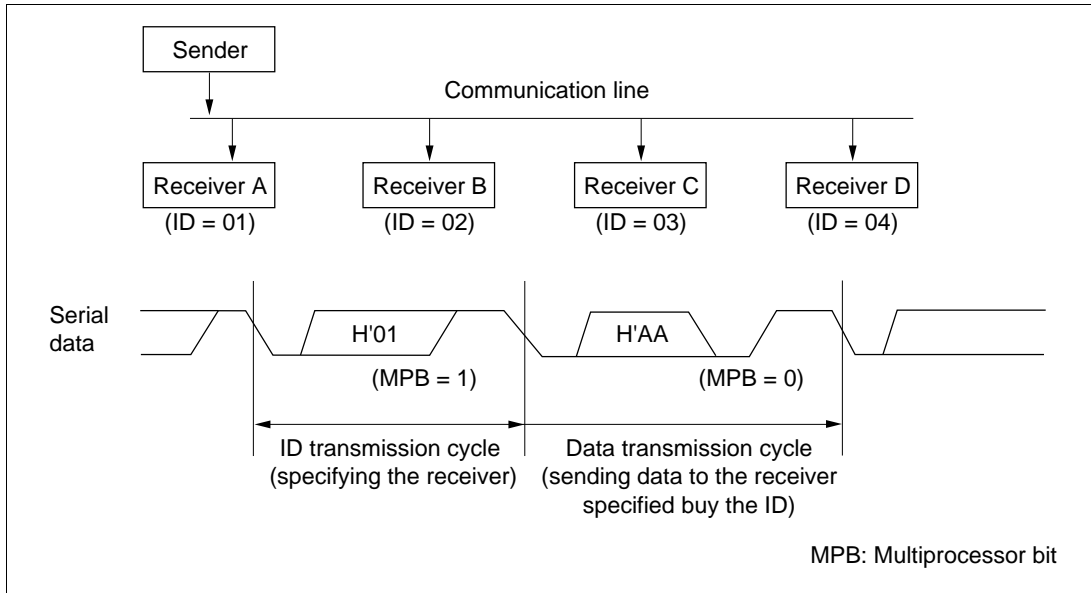 Sender
Communication line
Receiver A
(ID = 01)
Receiver B
(ID = 02)
Receiver C
(ID = 03)
Receiver D
(ID = 04)
Serial
data
H'01
H'AA
(MPB = 1)
(MPB = 0)
ID transmission cycle
(specifying the receiver)
Data transmission cycle
(sending data to the receiver
specified buy the ID)
MPB: Multiprocessor bit